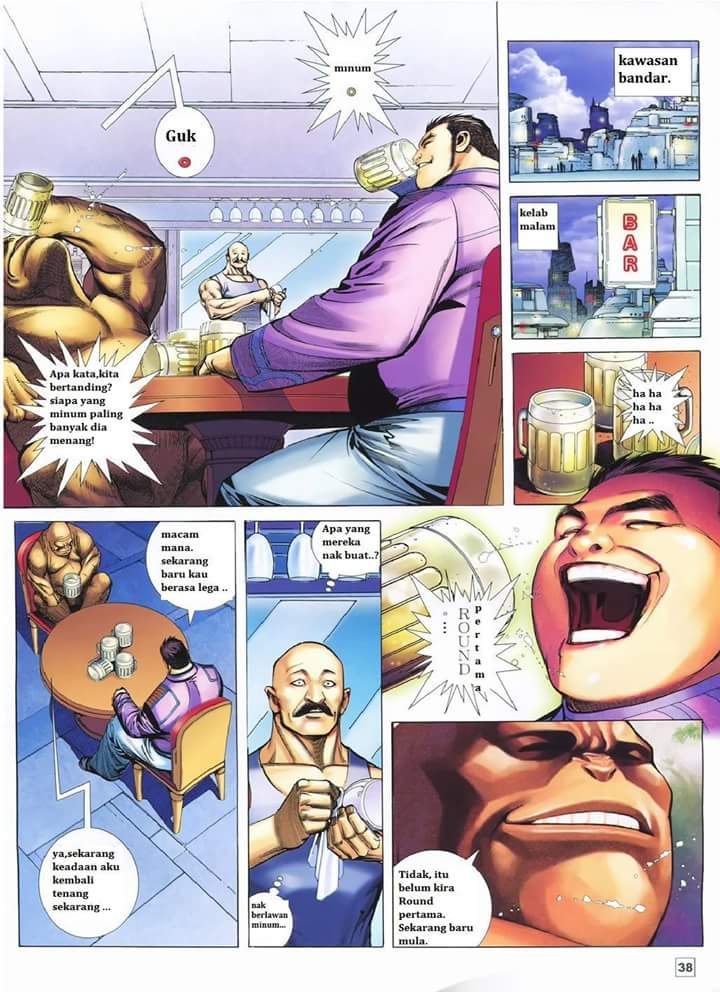 kawasan
bandar.
kelab
malam
BAR
minum
Guk
Apa kata,kita
bertanding?
siapa yang
minum paling
banyak dia
menang!
ha ha
ha ha
ha ..
macam
mana.
sekarang
baru kau
berasa lega ..
ya,sekarang
keadaan aku
kembali
tenang
sekarang ...
Apa yang
mereka
nak buat..?
nak
berlawan
minum...
ROUND
pertama
....
Tidak, itu
belum kira
Round
pertama.
Sekarang baru
mula.
38